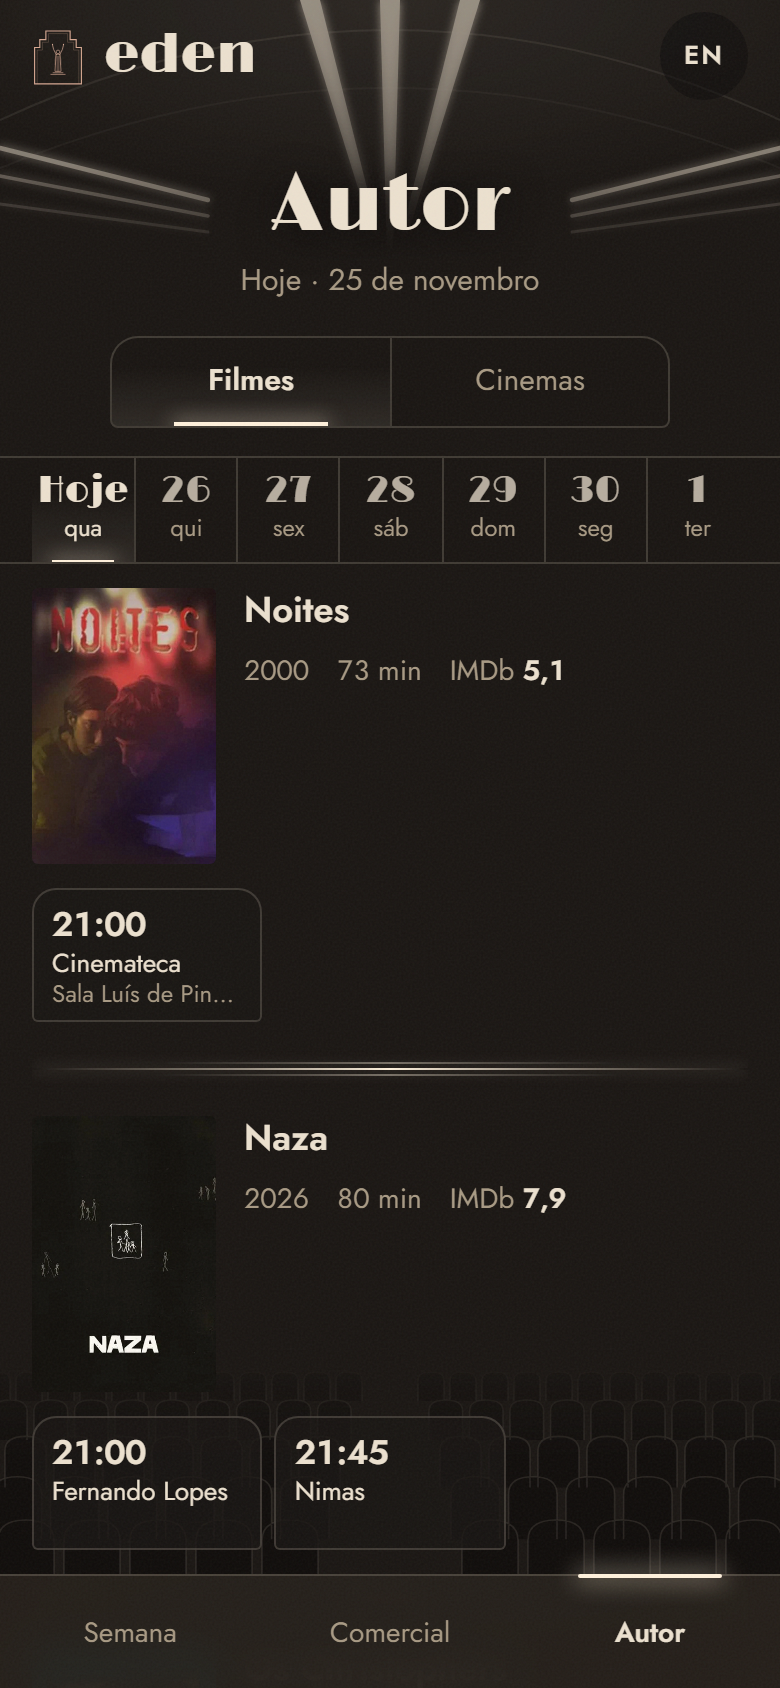 eden
EN
Autor
Hoje · 25 de novembro
Filmes
Cinemas
Hoje
qua
26
qui
27
sex
28
sáb
29
dom
30
seg
1
ter
NOITES
Noites
2000 73 min IMDb 5,1
21:00
Cinemateca
Sala Luís de Pin...
Naza
2026 80 min IMDb 7,9
NAZA
21:00
Fernando Lopes
21:45
Nimas
Semana
Comercial
Autor